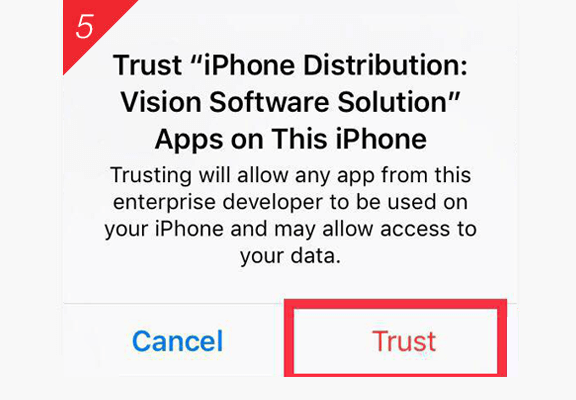 5
Trust “iPhone Distribution:
Vision Software Solution”
Apps on This iPhone
Trusting will allow any app from this
enterprise developer to be used on
your iPhone and may allow access to
your data.
Cancel Trust